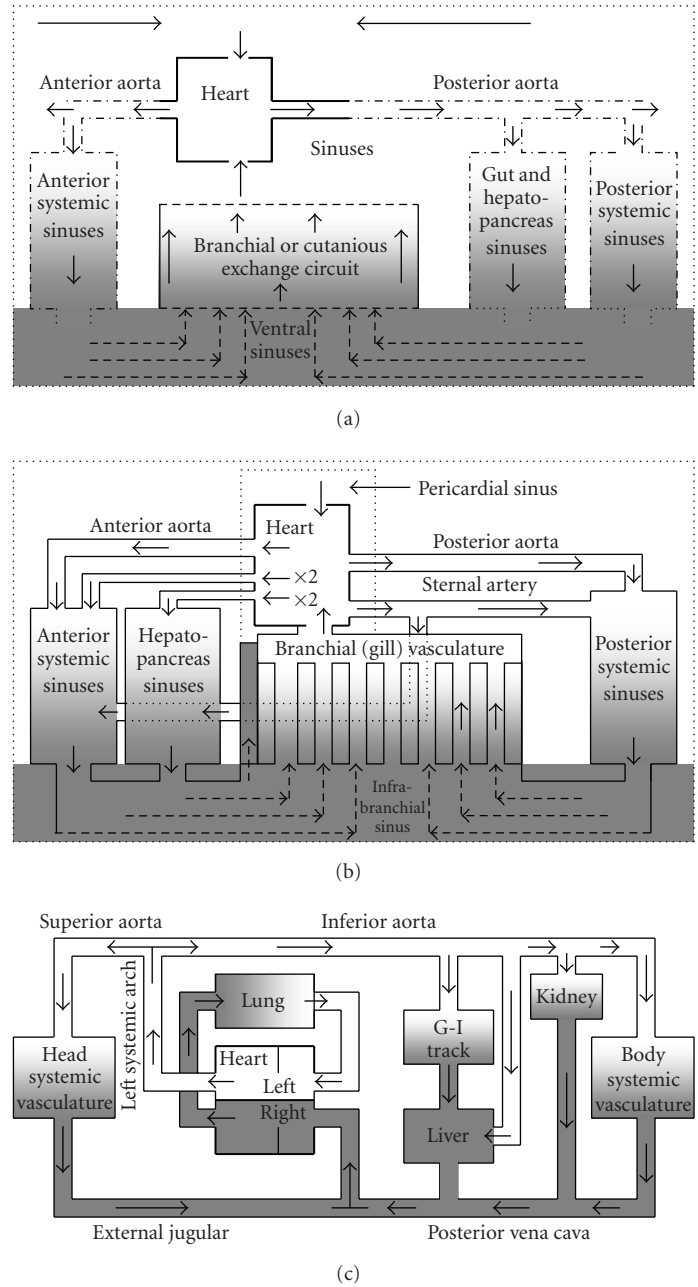 Anterior aorta
Heart
Posterior aorta
Sinuses
Anterior
systemic
sinuses
Branchial or cutanious
exchange circuit
Gut and
hepato-
pancreas
sinuses
Posterior
systemic
sinuses
Ventral
sinuses
(a)
Pericardial sinus
Anterior aorta
Heart
Posterior aorta
×2
Sternal artery
×2
Anterior
systemic
sinuses
Hepato-
pancreas
sinuses
Branchial (gill) vasculature
Posterior
systemic
sinuses
Infra-
branchial
sinus
(b)
Superior aorta
Inferior aorta
Left systemic arch
Lung
Kidney
G-I
track
Head
systemic
vasculature
Heart
Left
Right
Liver
Body
systemic
vasculature
External jugular
Posterior vena cava
(c)